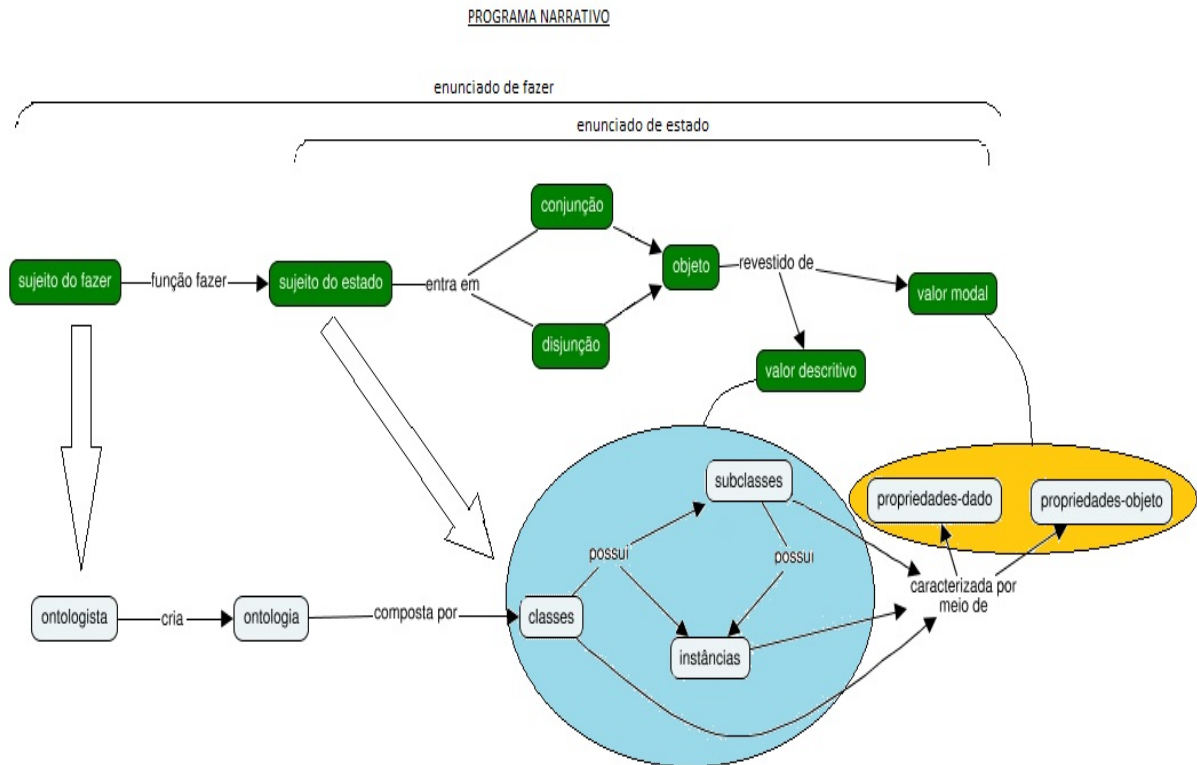 PROGRAMA NARRATIVO
enunciado de fazer
enunciado de estado
conjunção
sujeito do fazer
função fazer
sujeito do estado
entra em
objeto
revestido de
valor modal
disjunção
valor descritivo
subclasses
propriedades-dado
propriedades-objeto
possui
possui
caracterizada por
meio de
ontologista
cria
ontologia
composta por
classes
instâncias